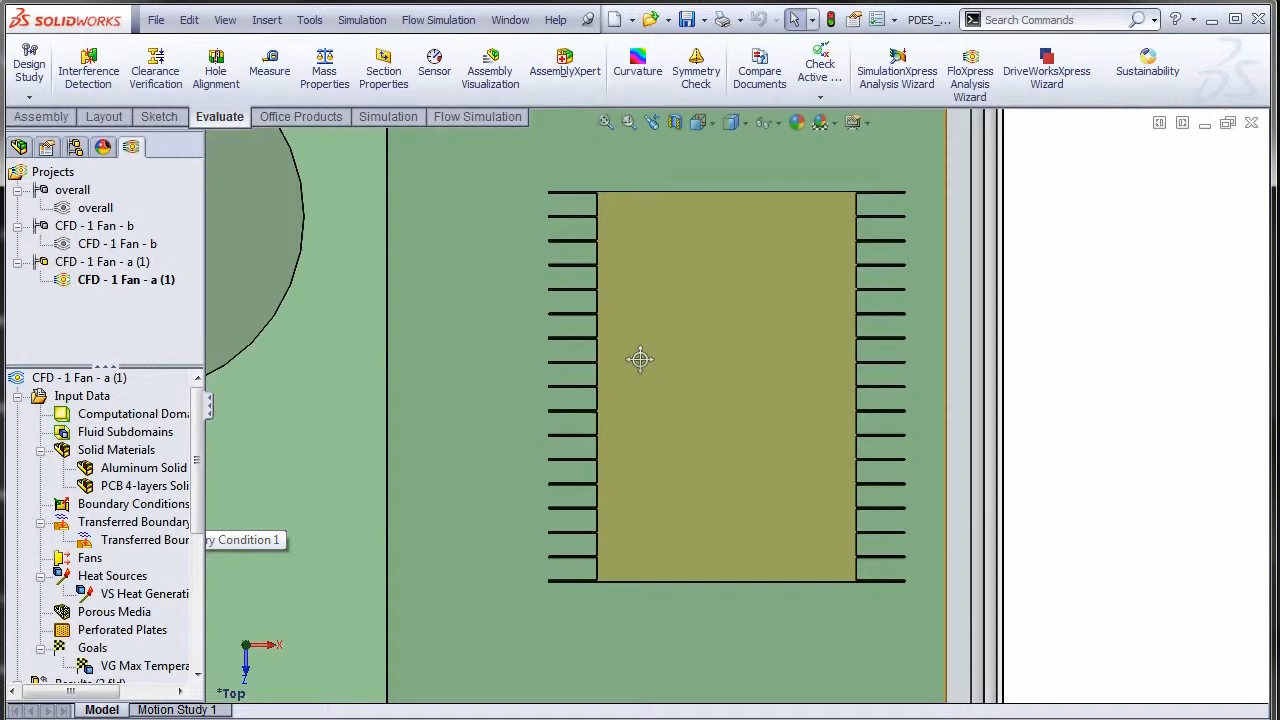 SOLIDWORKS File Edit View Insert Tools Simulation Flow Simulation Window Help PDES_... Search Commands
Design Study
Interference Detection
Clearance Verification
Hole Alignment
Measure
Mass Properties
Section Properties
Sensor
Assembly Visualization
AssemblyXpert
Curvature
Symmetry Check
Compare Documents
Check Active ...
SimulationXpress Analysis Wizard
FloXpress Analysis Wizard
DriveWorksXpress Wizard
Sustainability
Assembly Layout Sketch Evaluate Office Products Simulation Flow Simulation
Projects
overall
overall
CFD - 1 Fan - b
CFD - 1 Fan - b
CFD - 1 Fan - a (1)
CFD - 1 Fan - a (1)
CFD - 1 Fan - a (1)
Input Data
Computational Doma
Fluid Subdomains
Solid Materials
Aluminum Solid
PCB 4-layers Soli
Boundary Conditions
Transferred Boundary
Transferred Bour ry Condition 1
Fans
Heat Sources
VS Heat Generati
Porous Media
Perforated Plates
Goals
VG Max Tempera
X
Z
*Top
Model Motion Study 1